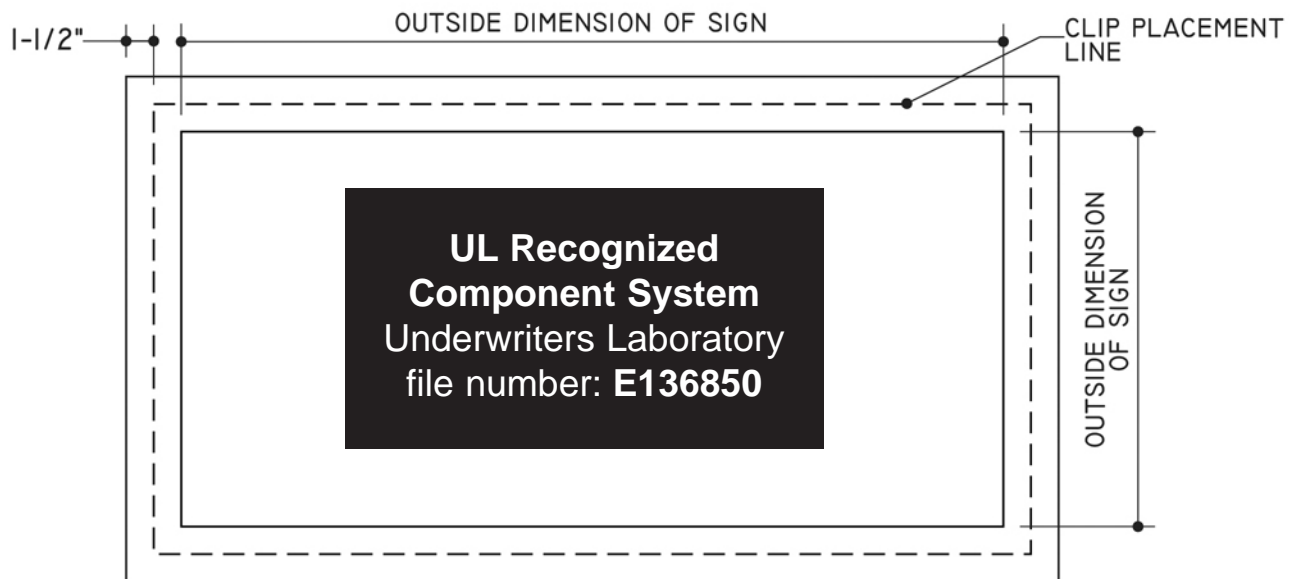 OUTSIDE DIMENSION OF SIGN
1-1/2"
CLIP PLACEMENT
LINE
UL Recognized
Component System
Underwriters Laboratory
file number: E136850
OUTSIDE DIMENSION
OF SIGN